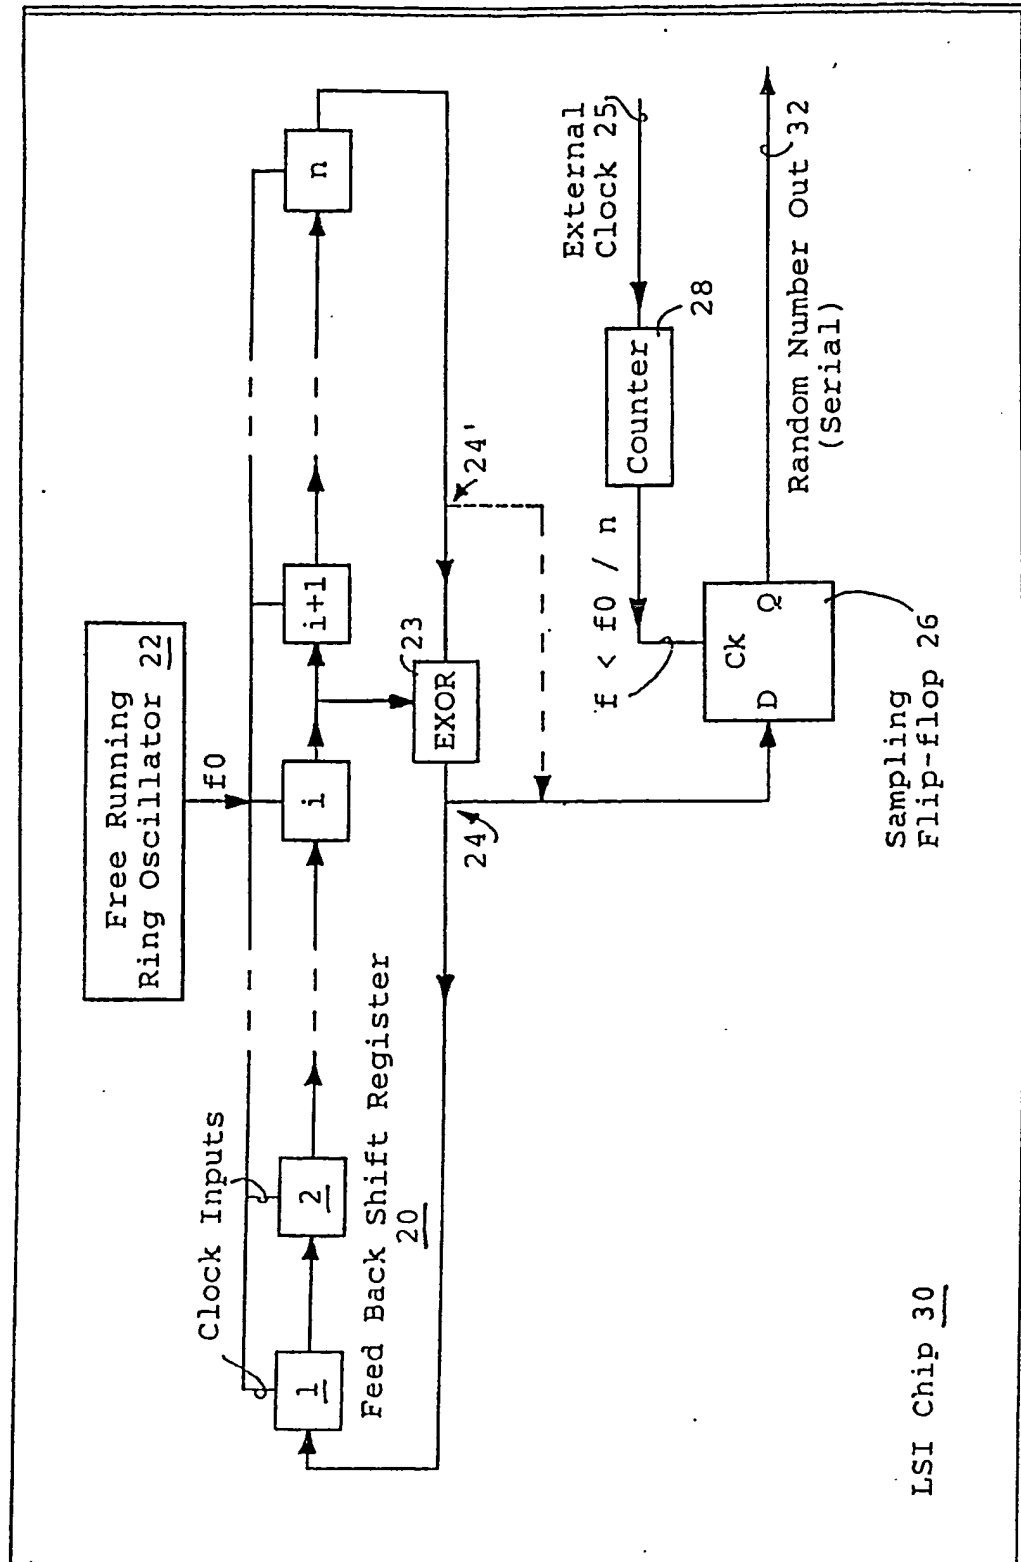 Free Running
Ring Oscillator 22
f0
Clock Inputs
1
2
i
i+1
n
Feed Back Shift Register
20
EXOR
23
24
24'
External
Clock 25
Counter
28
f < f0 / n
Ck
D
Q
Random Number Out 32
(Serial)
Sampling
Flip-flop 26
LSI Chip 30